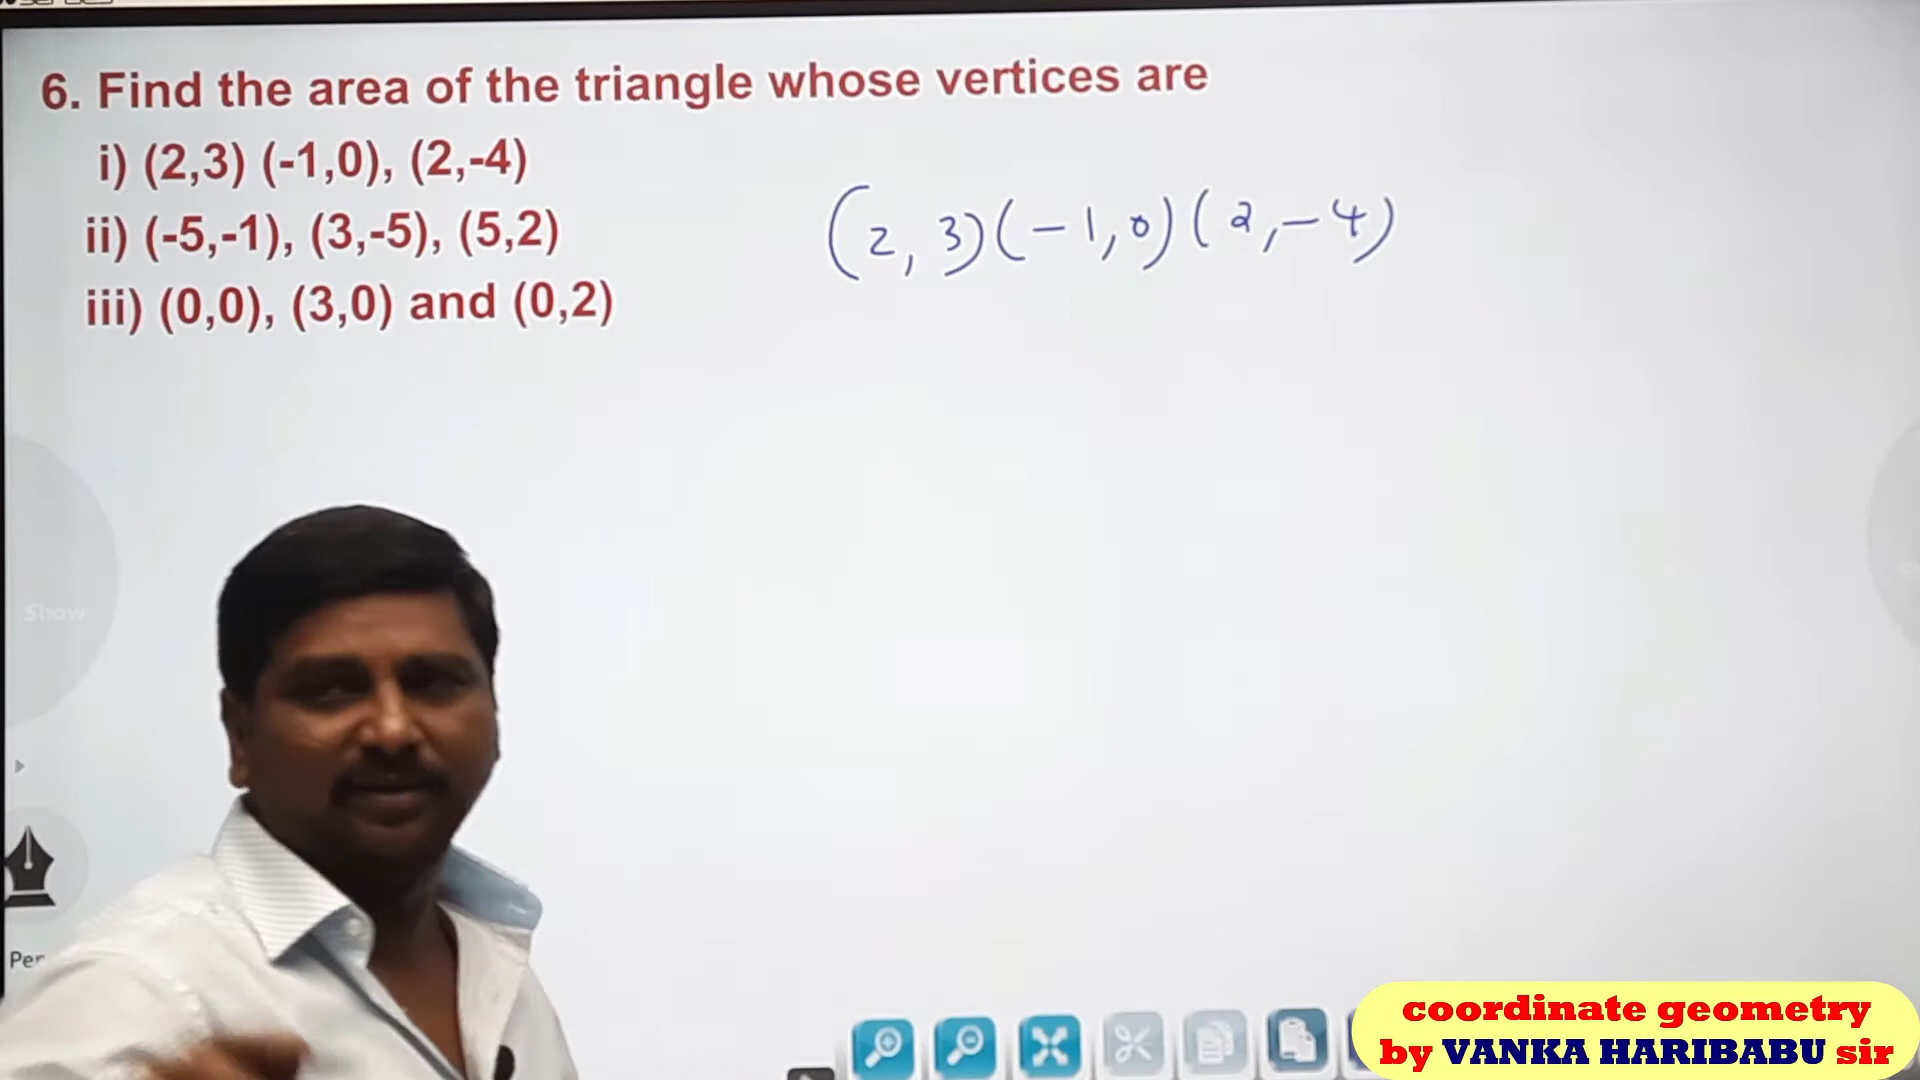 6. Find the area of the triangle whose vertices are
i) (2,3) (-1,0), (2,-4)
ii) (-5,-1), (3,-5), (5,2)
iii) (0,0), (3,0) and (0,2)
(2, 3) (-1, 0) (2, -4)
Show
coordinate geometry
by VANKA HARIBABU sir